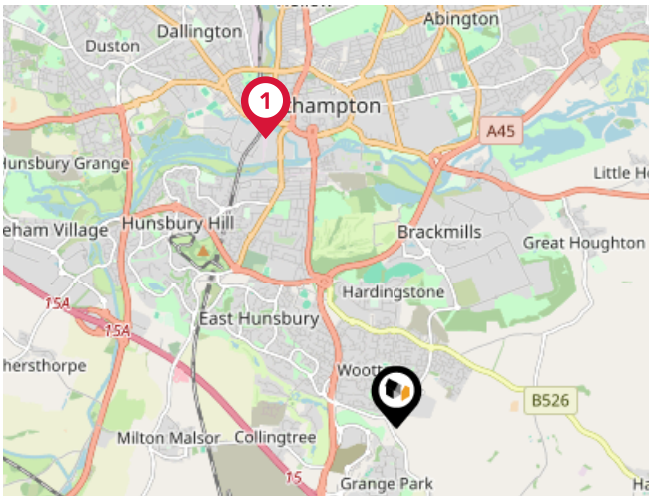 Dallington
Abington
Duston
1
hampton
A45
Hunsbury Grange
Little H
eham Village
Hunsbury Hill
Brackmills
Great Houghton
15A
15A
Hardingstone
East Hunsbury
hersthorpe
Woott
B526
Milton Malsor
Collingtree
15
Grange Park
Ha